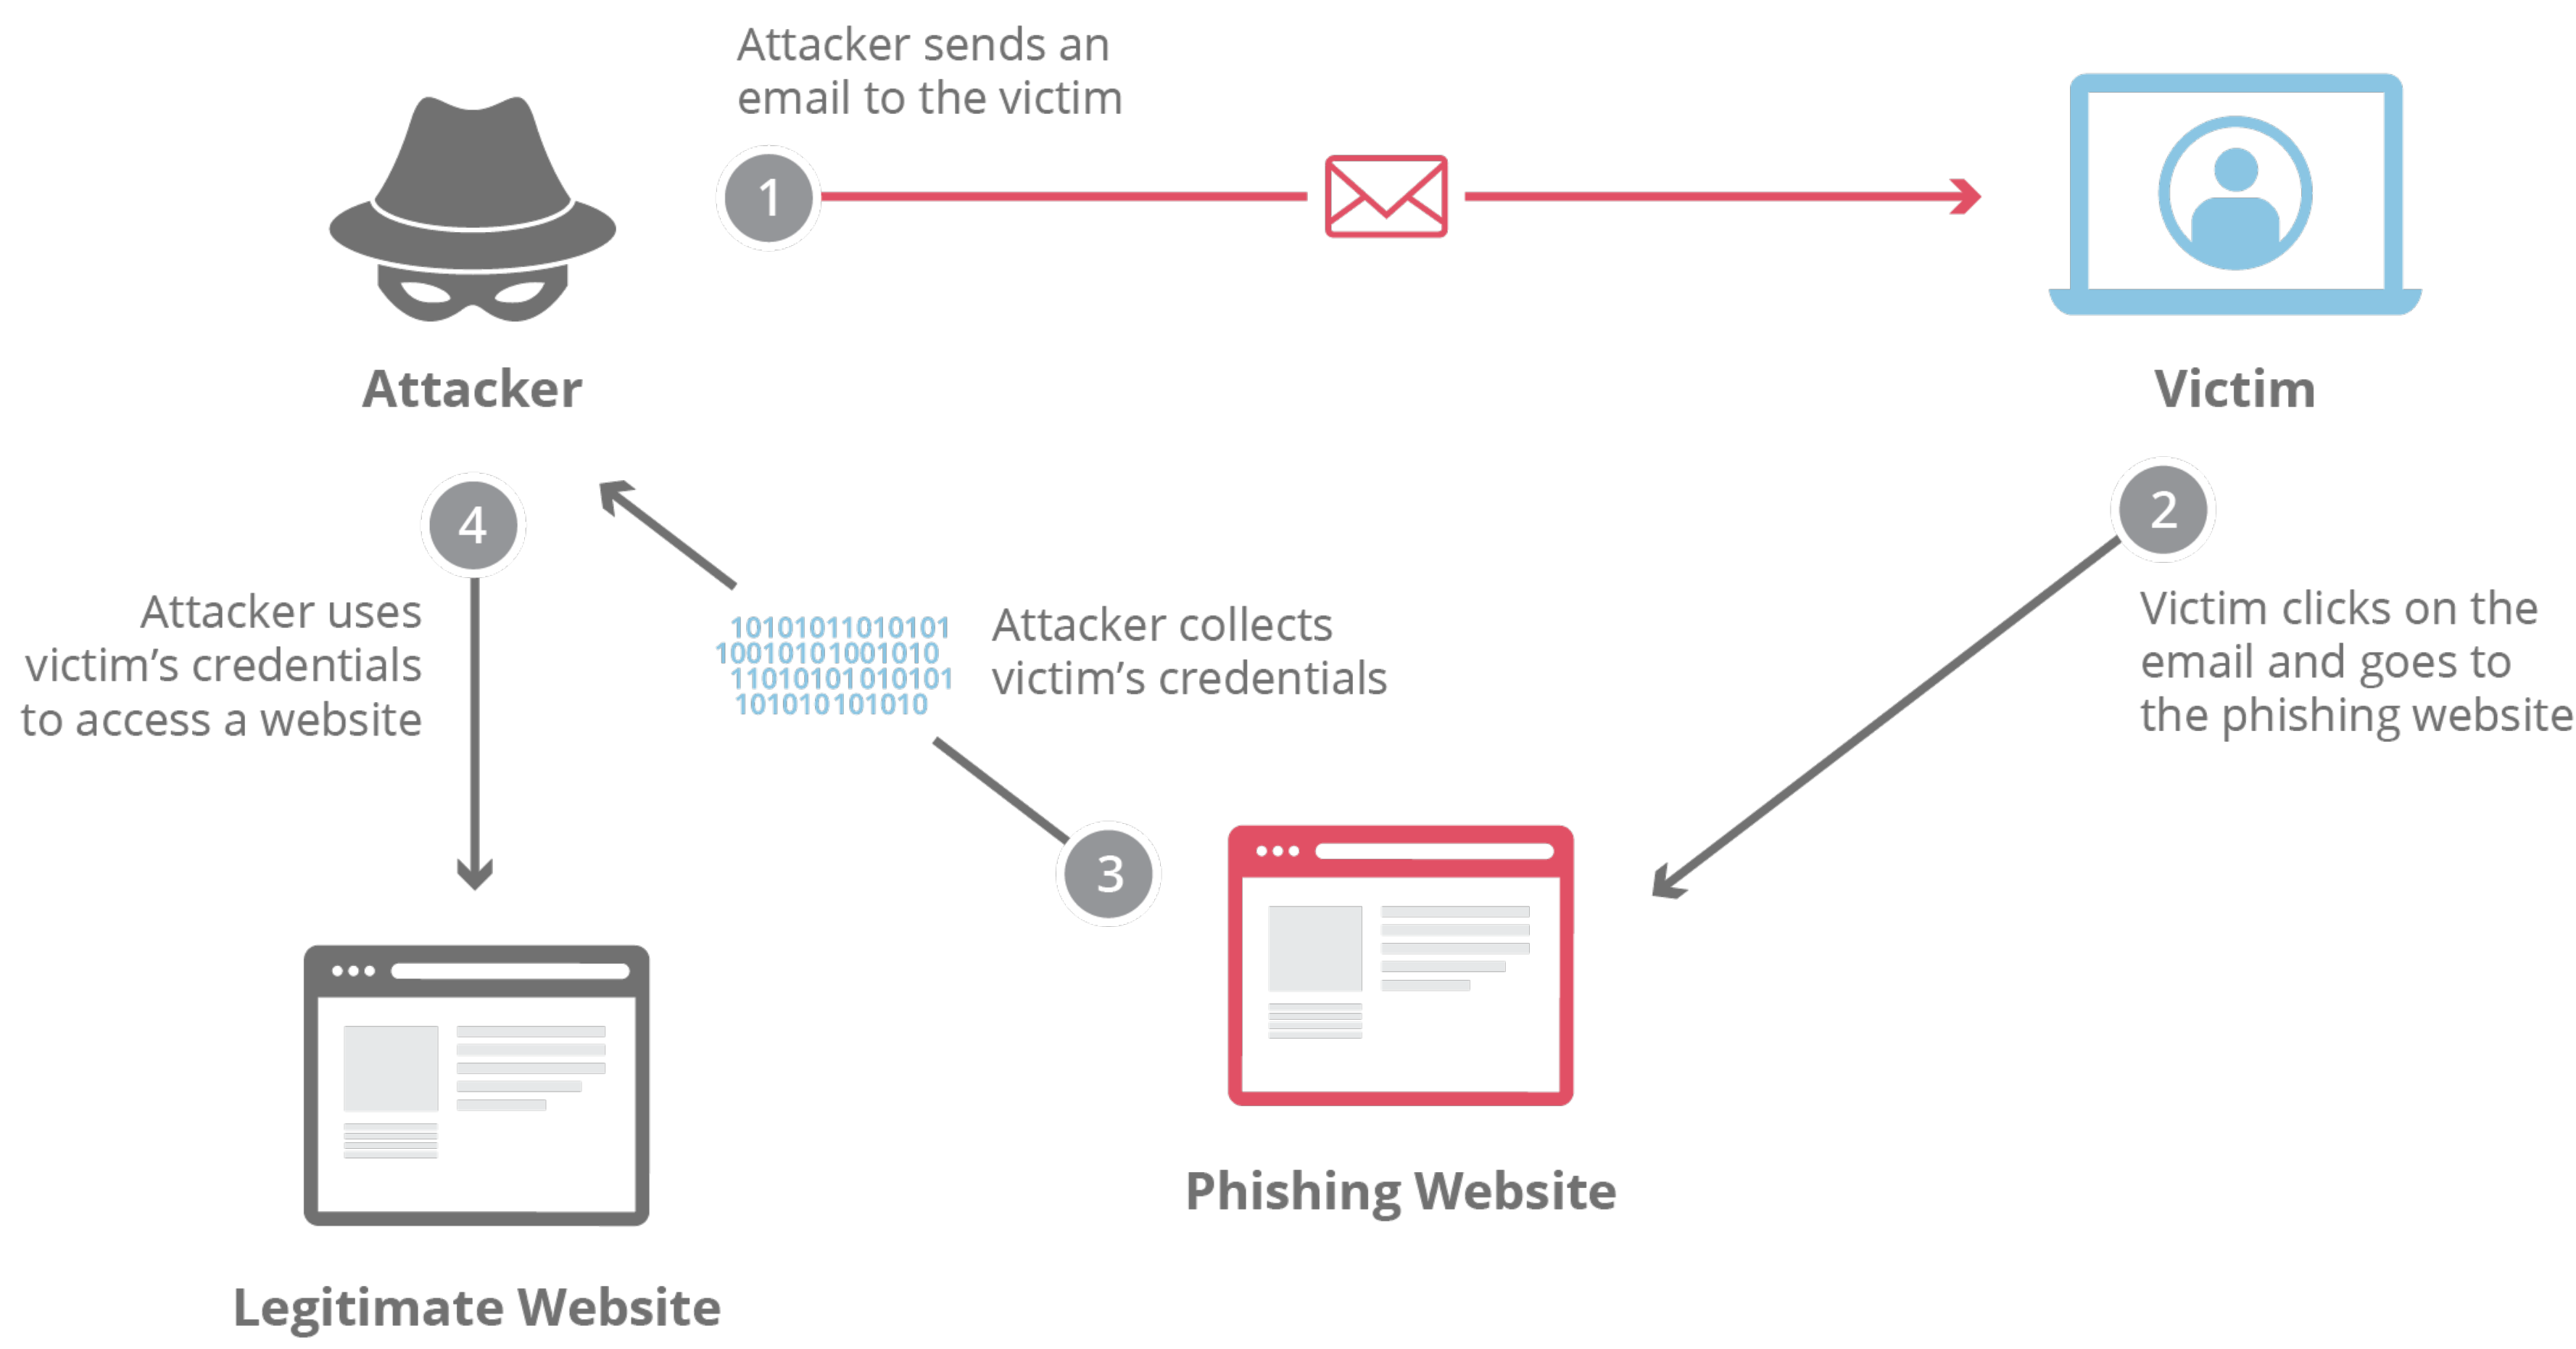 Attacker sends an
email to the victim
1
Attacker
Victim
2
Victim clicks on the
email and goes to
the phishing website
3
10101011010101
10010101001010
11010101010101
101010101010
Attacker collects
victim's credentials
4
Attacker uses
victim's credentials
to access a website
Phishing Website
Legitimate Website